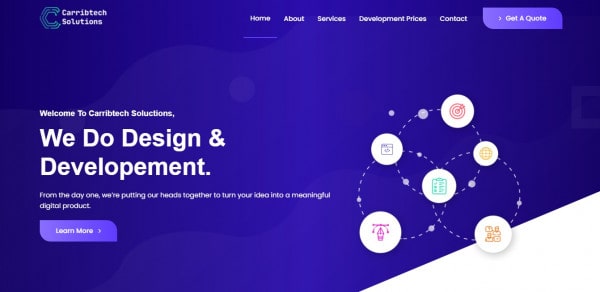 Carribtech
Solutions
Home About Services Development Prices Contact
Get A Quote
Welcome To Carribtech Soluctions,
We Do Design &
Developement.
From the day one, we're putting our heads together to turn your idea into a meaningful
digital product.
Learn More